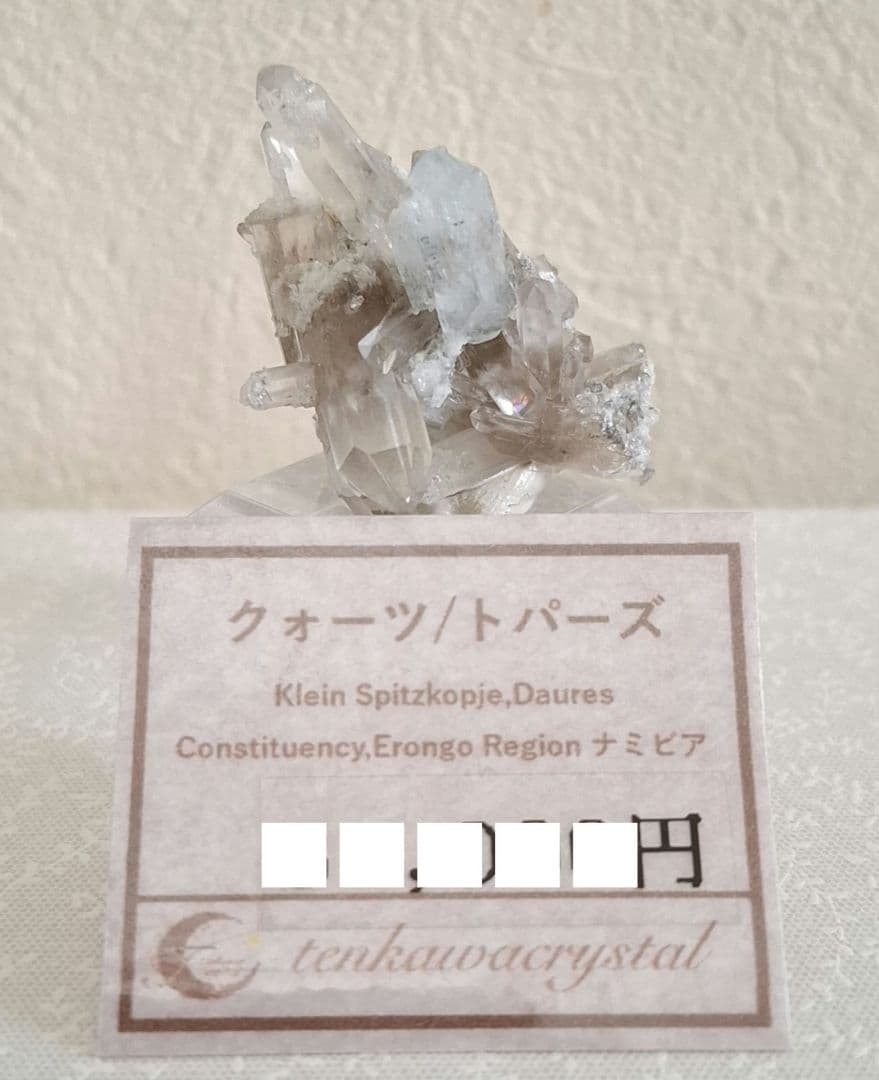 クォーツ/トパーズ
Klein Spitzkopje,Daures
Constituency,Erongo Region ナミビア
円
tenkawacrystal